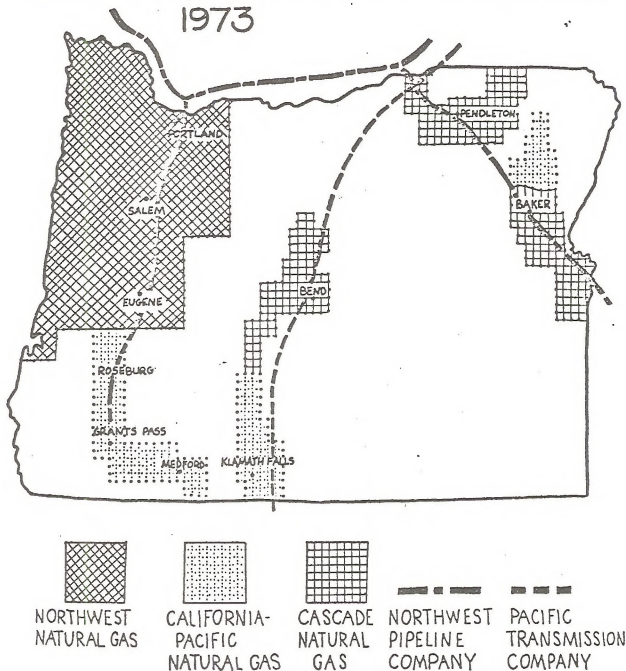 1973
PORTLAND
PENDLETON
SALEM
BAKER
EUGENE
BEND
ROSEBURG
GRANTS PASS
MEDFORD
KLAMATH FALLS
NORTHWEST
NATURAL GAS
CALIFORNIA-
PACIFIC
NATURAL GAS
CASCADE
NATURAL
GAS
NORTHWEST
PIPELINE
COMPANY
PACIFIC
TRANSMISSION
COMPANY